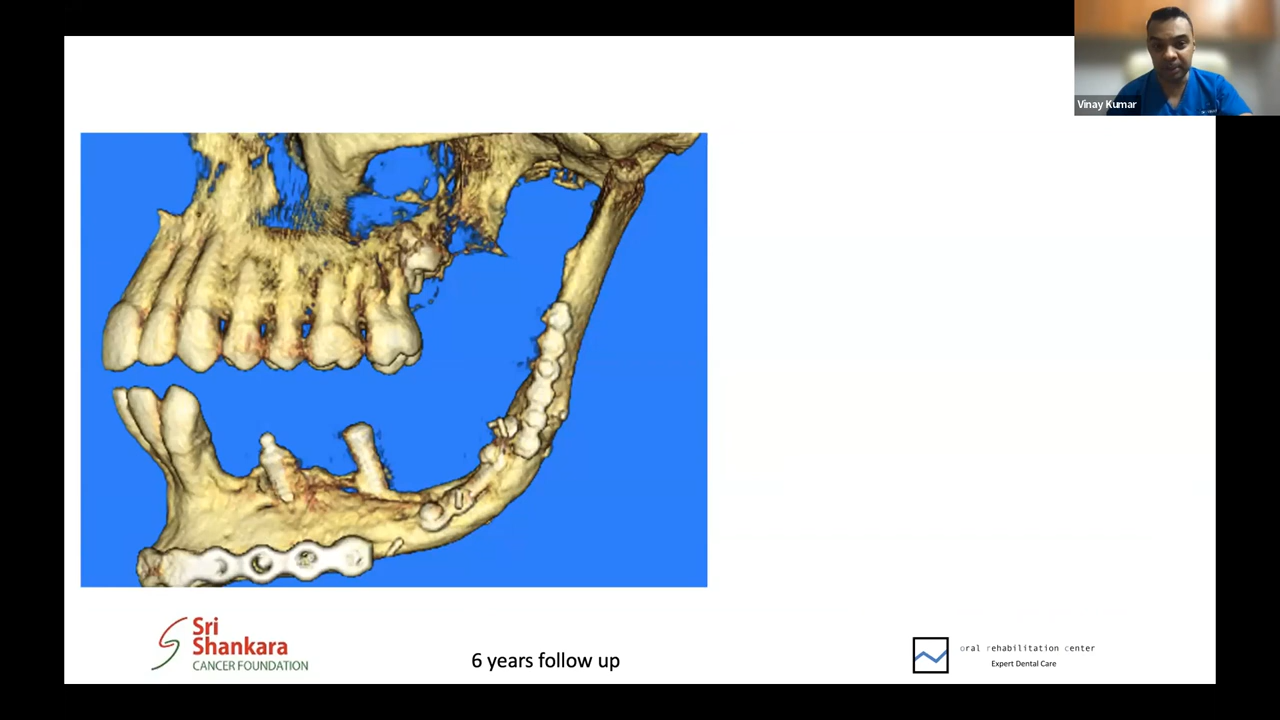 Vinay Kumar
Sri
Shankara
CANCER FOUNDATION
6 years follow up
oral rehabilitation center
Expert Dental Care